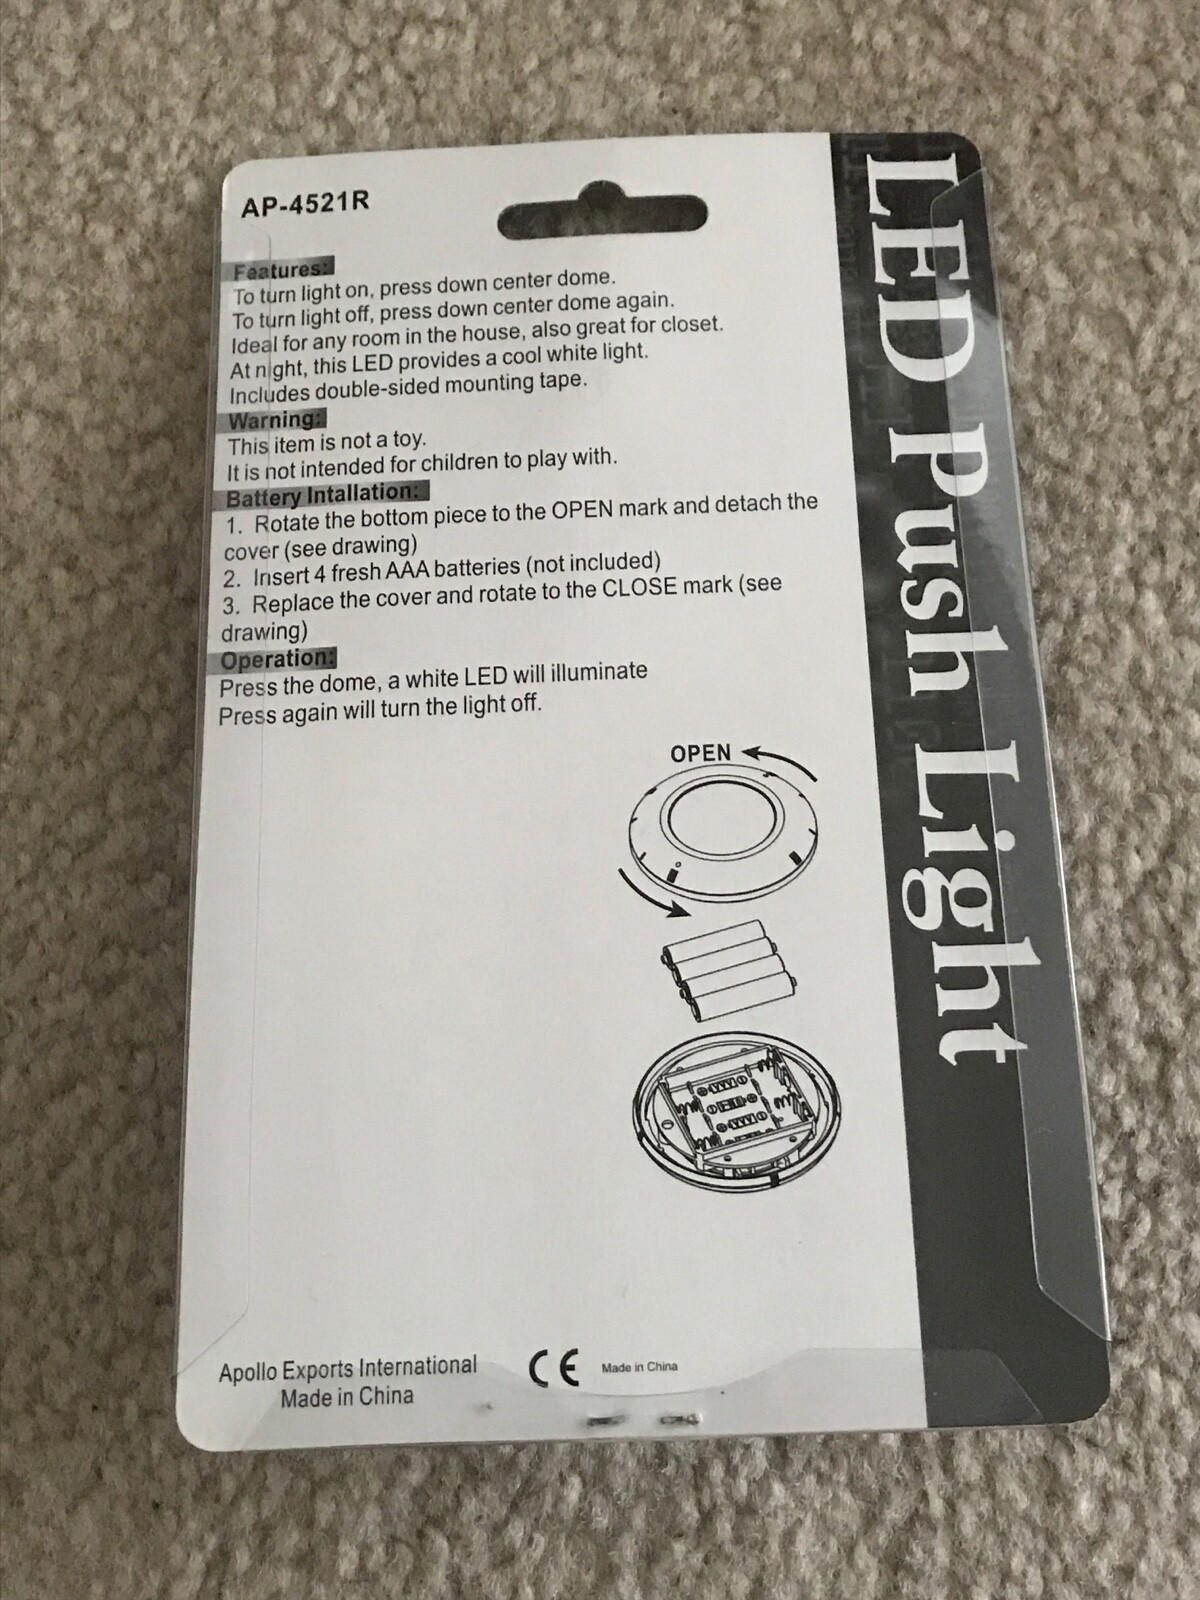 AP-4521R
Features:
To turn light on, press down center dome.
To turn light off, press down center dome again.
Ideal for any room in the house, also great for closet.
At night, this LED provides a cool white light.
Includes double-sided mounting tape.
Warning:
This item is not a toy.
It is not intended for children to play with.
Battery Intallation:
1. Rotate the bottom piece to the OPEN mark and detach the
cover (see drawing)
2. Insert 4 fresh AAA batteries (not included)
3. Replace the cover and rotate to the CLOSE mark (see
drawing)
Operation:
Press the dome, a white LED will illuminate
Press again will turn the light off.
OPEN
Apollo Exports International
Made in China
CE
Made in China
LED Push Light